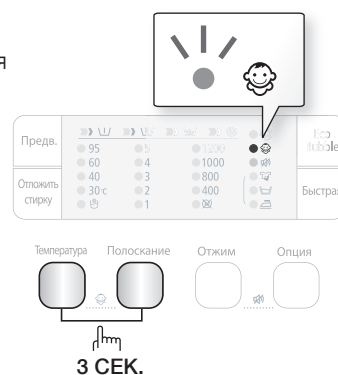 я
Предв.
Eco
Bubble
95 5 1200
60 4 1000
40 3 800
30°c 2 400
1
Отложить
стирку
Быстрая
Температура Полоскание Отжим Опция
3 СЕК.